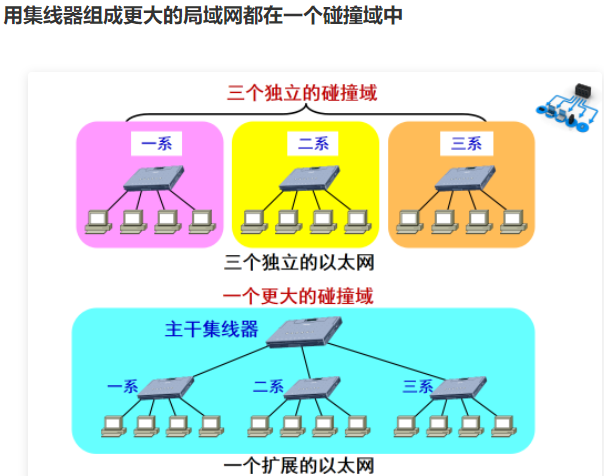 用集线器组成更大的局域网都在一个碰撞域中
三个独立的碰撞域
一系 二系 三系
三个独立的以太网
一个更大的碰撞域
主干集线器
一系 二系 三系
一个扩展的以太网